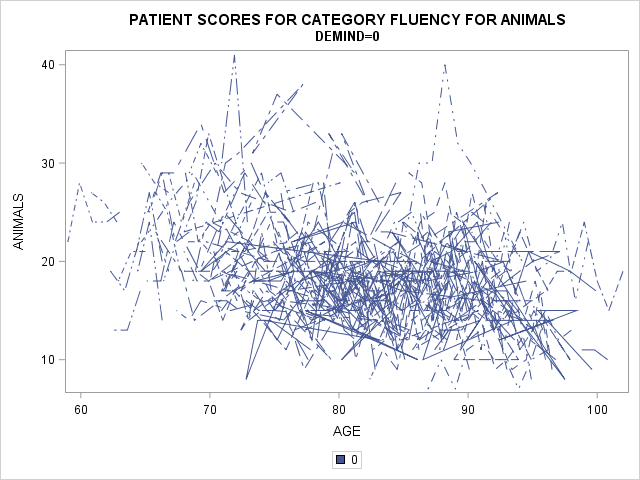 PATIENT SCORES FOR CATEGORY FLUENCY FOR ANIMALS
DEMIND=0
40
30
20
10
ANIMALS
60 70 80 90 100
AGE
0